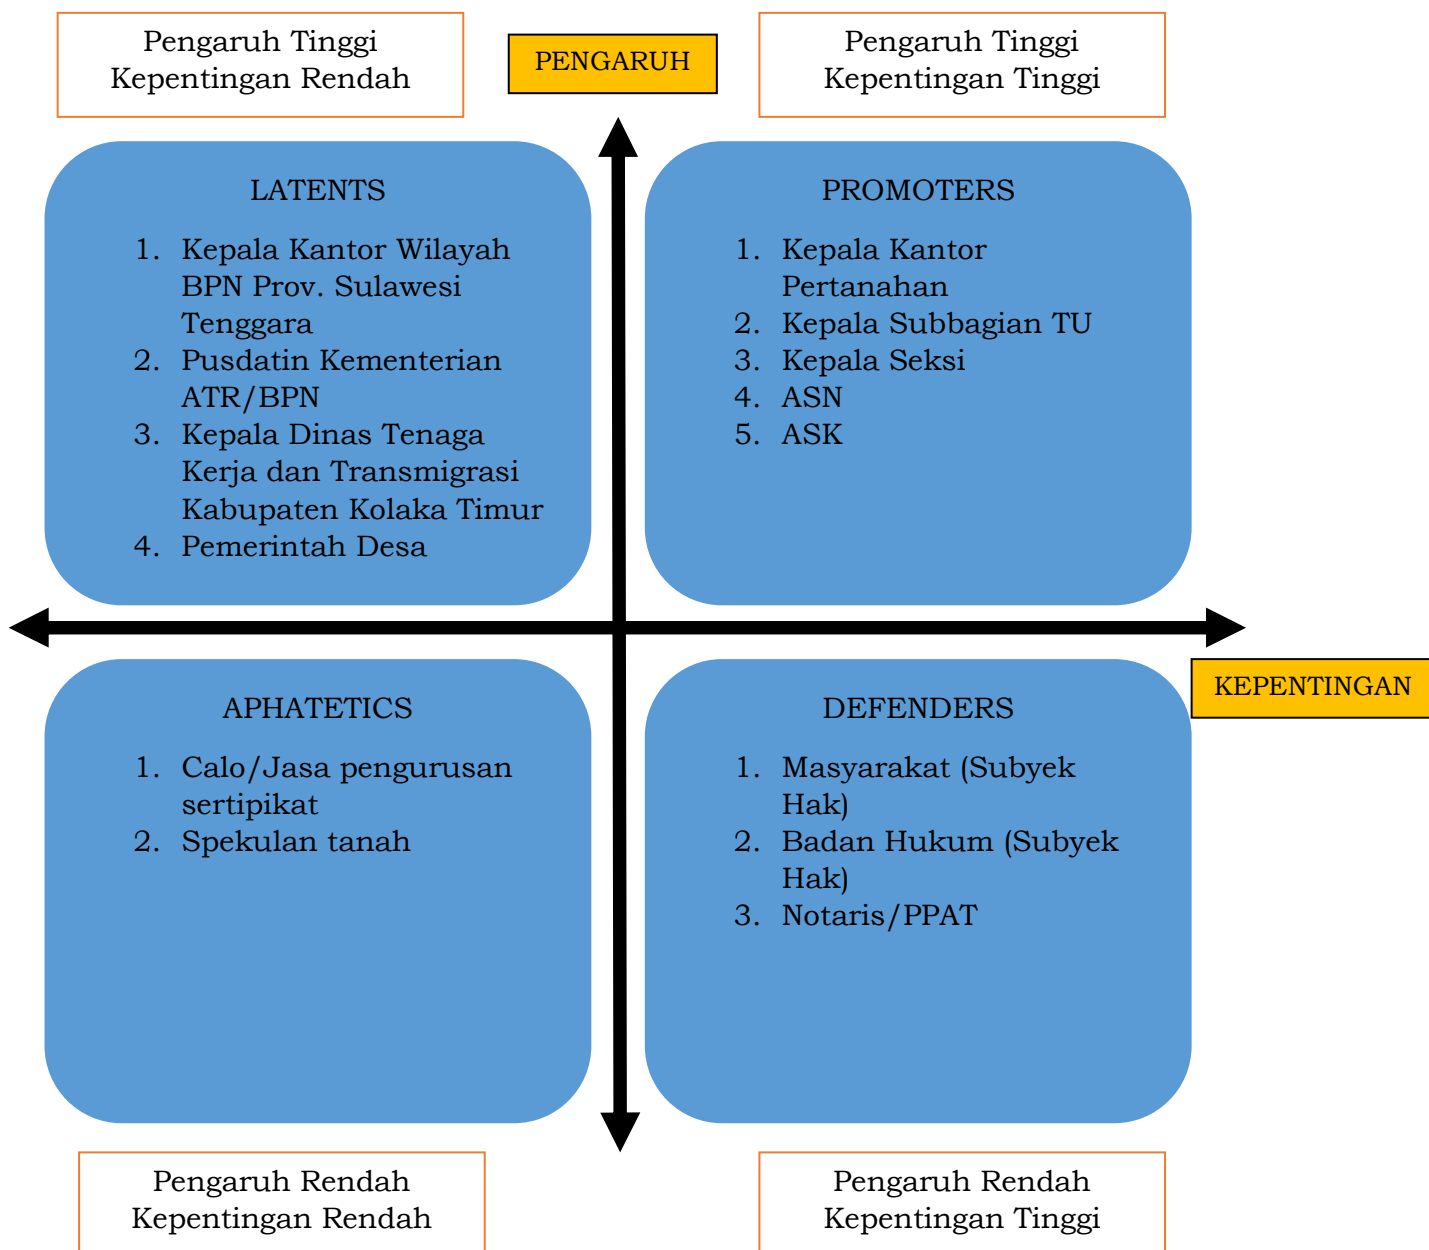 Pengaruh Tinggi
Kepentingan Rendah
PENGARUH
Pengaruh Tinggi
Kepentingan Tinggi
LATENTS
1. Kepala Kantor Wilayah
BPN Prov. Sulawesi
Tenggara
2. Pusdatin Kementerian
ATR/BPN
3. Kepala Dinas Tenaga
Kerja dan Transmigrasi
Kabupaten Kolaka Timur
4. Pemerintah Desa
PROMOTERS
1. Kepala Kantor
Pertanahan
2. Kepala Subbagian TU
3. Kepala Seksi
4. ASN
5. ASK
KEPENTINGAN
APHATETICS
1. Calo/Jasa pengurusan
sertipikat
2. Spekulan tanah
DEFENDERS
1. Masyarakat (Subyek
Hak)
2. Badan Hukum (Subyek
Hak)
3. Notaris/PPAT
Pengaruh Rendah
Kepentingan Rendah
Pengaruh Rendah
Kepentingan Tinggi